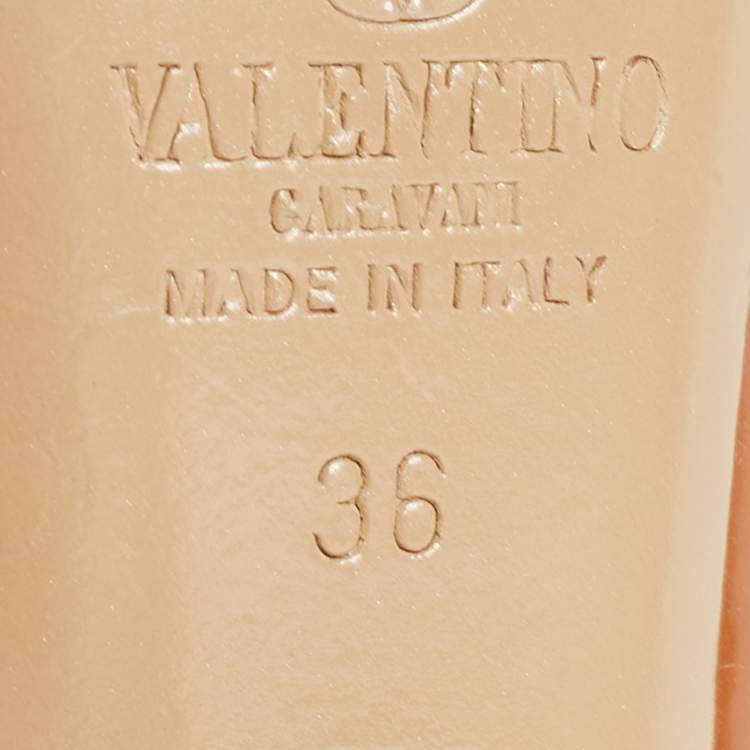 VALENTINO
GARAVANI
MADE IN ITALY
36